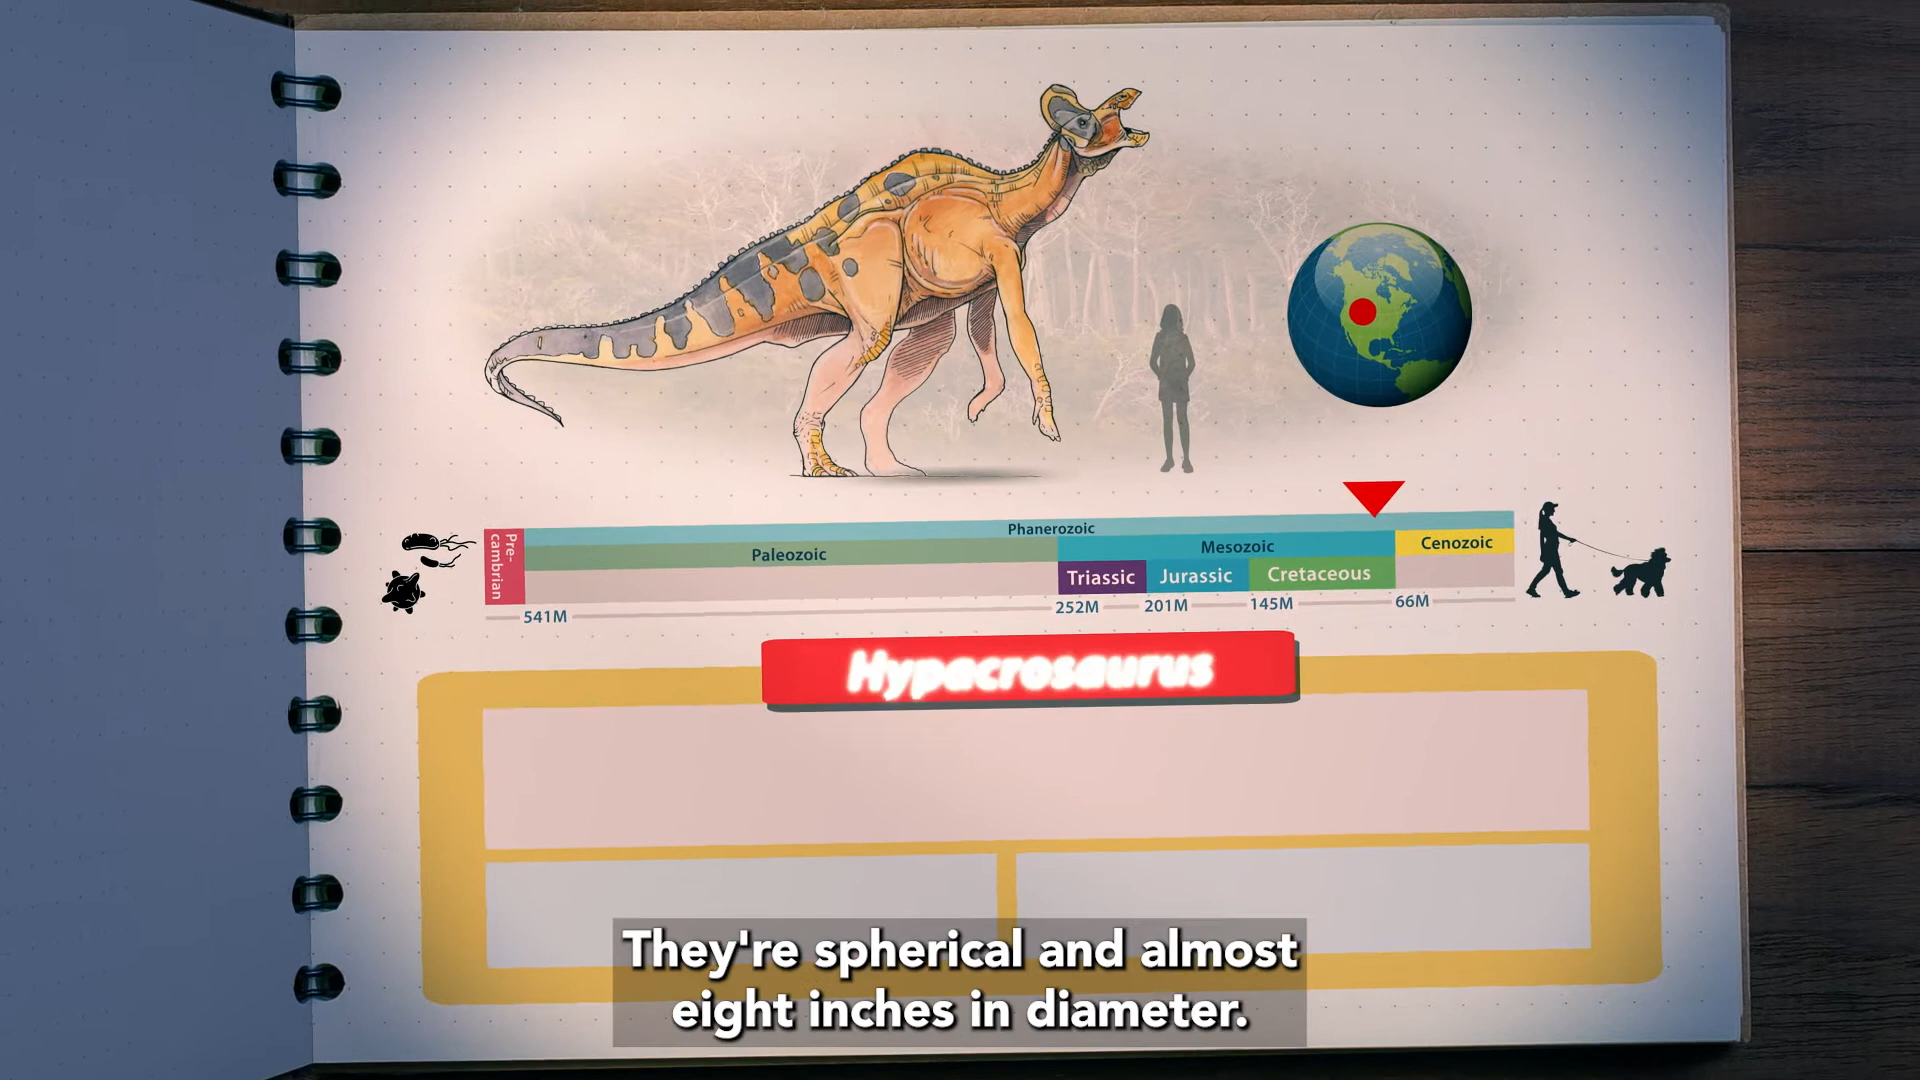 Phanerozoic
Pre-
cambrian
Paleozoic
Mesozoic
Cenozoic
Triassic
Jurassic
Cretaceous
541M
252M
201M
145M
66M
Hypacrosaurus
They're spherical and almost
eight inches in diameter.